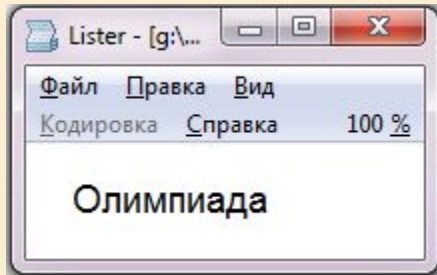 Lister - [g:\...
Файл Правка Вид
Кодировка Справка 100 %
Олимпиада